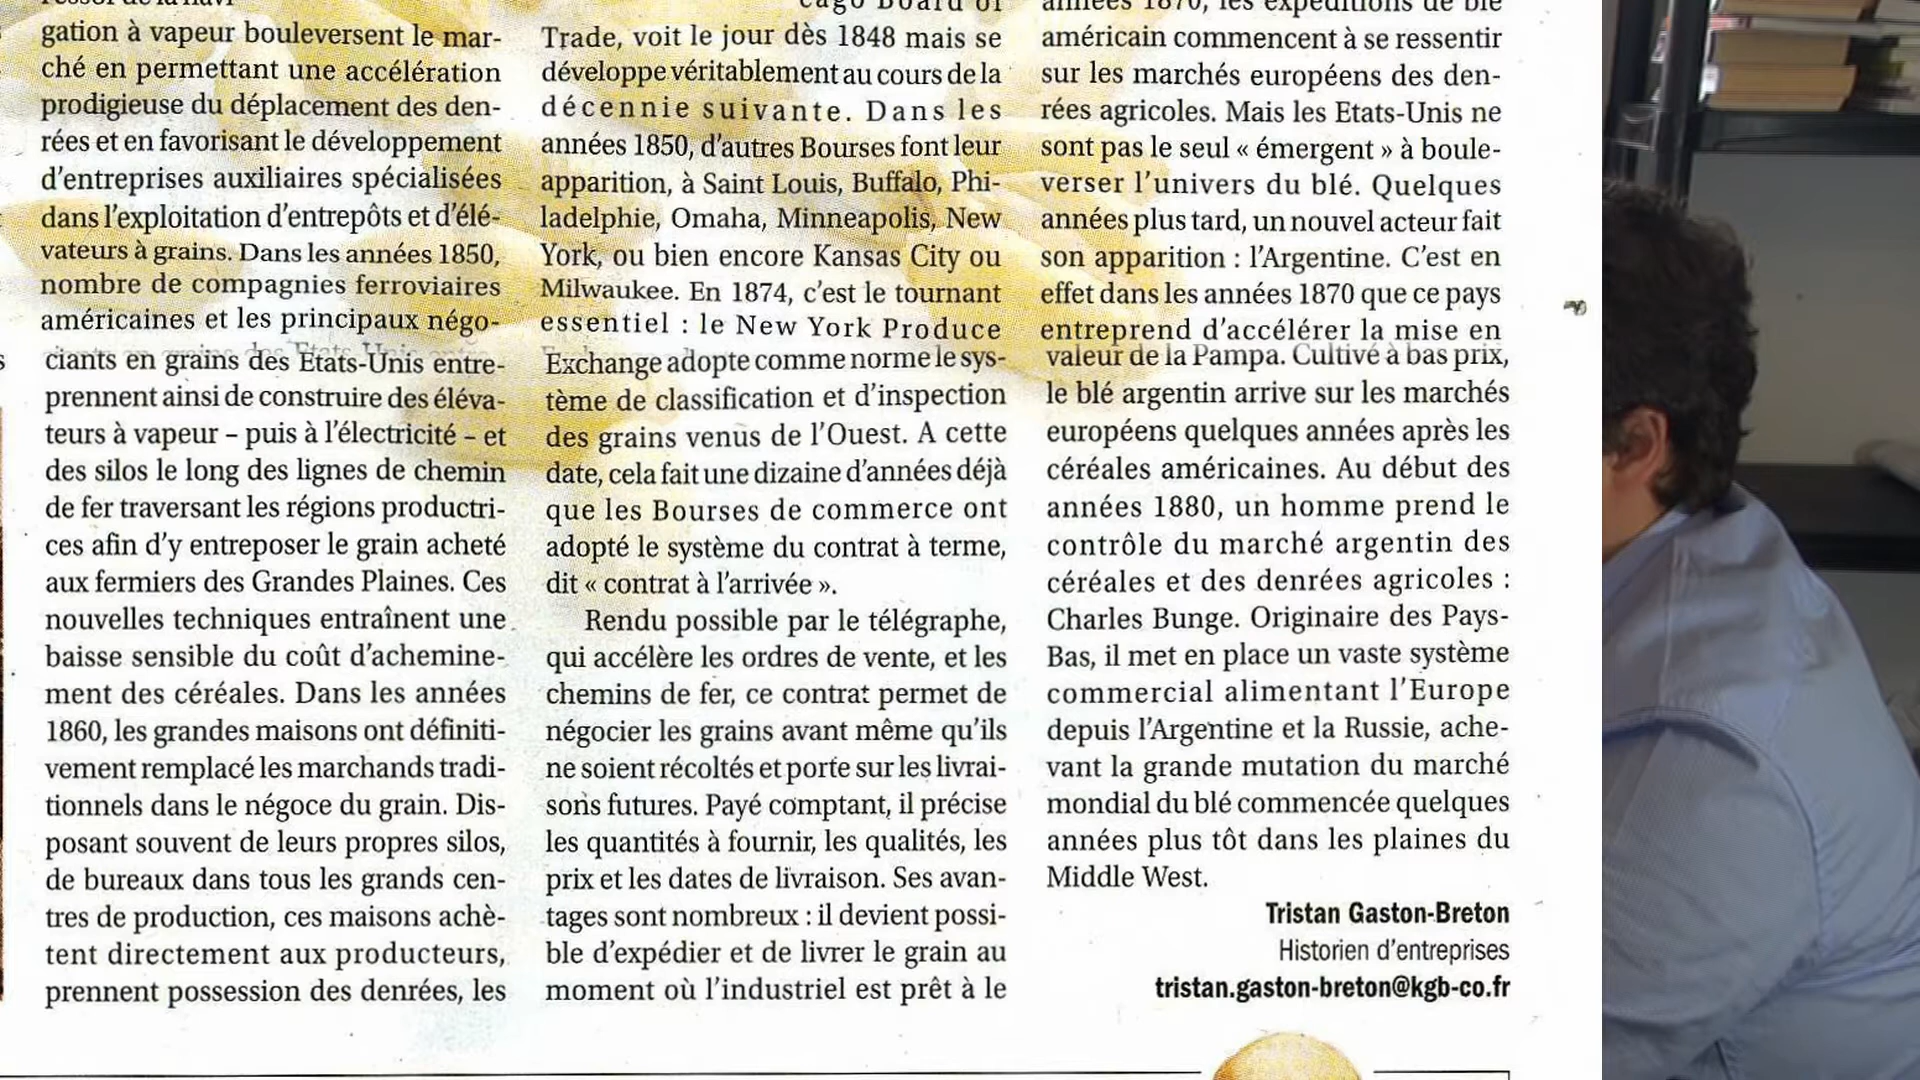 gation à vapeur bouleversent le mar-
ché en permettant une accélération
prodigieuse du déplacement des den-
rées et en favorisant le développement
d'entreprises auxiliaires spécialisées
dans l'exploitation d'entrepôts et d'élé-
vateurs à grains. Dans les années 1850,
nombre de compagnies ferroviaires
américaines et les principaux négo-
ciants en grains des Etats-Unis entre-
prennent ainsi de construire des éléva-
teurs à vapeur – puis à l'électricité – et
des silos le long des lignes de chemin
de fer traversant les régions productri-
ces afin d'y entreposer le grain acheté
aux fermiers des Grandes Plaines. Ces
nouvelles techniques entraînent une
baisse sensible du coût d'achemine-
ment des céréales. Dans les années
1860, les grandes maisons ont définiti-
vement remplacé les marchands tradi-
tionnels dans le négoce du grain. Dis-
posant souvent de leurs propres silos,
de bureaux dans tous les grands cen-
tres de production, ces maisons achè-
tent directement aux producteurs,
prennent possession des denrées, les
cago Board of
Trade, voit le jour dès 1848 mais se
développe véritablement au cours de la
décennie suivante. Dans les
années 1850, d'autres Bourses font leur
apparition, à Saint Louis, Buffalo, Phi-
ladelphie, Omaha, Minneapolis, New
York, ou bien encore Kansas City ou
Milwaukee. En 1874, c'est le tournant
essentiel : le New York Produce
Exchange adopte comme norme le sys-
tème de classification et d'inspection
des grains venus de l'Ouest. A cette
date, cela fait une dizaine d'années déjà
que les Bourses de commerce ont
adopté le système du contrat à terme,
dit « contrat à l'arrivée ».
Rendu possible par le télégraphe,
qui accélère les ordres de vente, et les
chemins de fer, ce contrat permet de
négocier les grains avant même qu'ils
ne soient récoltés et porte sur les livrai-
sons futures. Payé comptant, il précise
les quantités à fournir, les qualités, les
prix et les dates de livraison. Ses avan-
tages sont nombreux : il devient possi-
ble d'expédier et de livrer le grain au
moment où l'industriel est prêt à le
années 1870, les expéditions de blé
américain commencent à se ressentir
sur les marchés européens des den-
rées agricoles. Mais les Etats-Unis ne
sont pas le seul « émergent » à boule-
verser l'univers du blé. Quelques
années plus tard, un nouvel acteur fait
son apparition : l'Argentine. C'est en
effet dans les années 1870 que ce pays
entreprend d'accélérer la mise en
valeur de la Pampa. Cultivé à bas prix,
le blé argentin arrive sur les marchés
européens quelques années après les
céréales américaines. Au début des
années 1880, un homme prend le
contrôle du marché argentin des
céréales et des denrées agricoles :
Charles Bunge. Originaire des Pays-
Bas, il met en place un vaste système
commercial alimentant l'Europe
depuis l'Argentine et la Russie, ache-
vant la grande mutation du marché
mondial du blé commencée quelques
années plus tôt dans les plaines du
Middle West.
Tristan Gaston-Breton
Historien d'entreprises
tristan.gaston-breton@kgb-co.fr